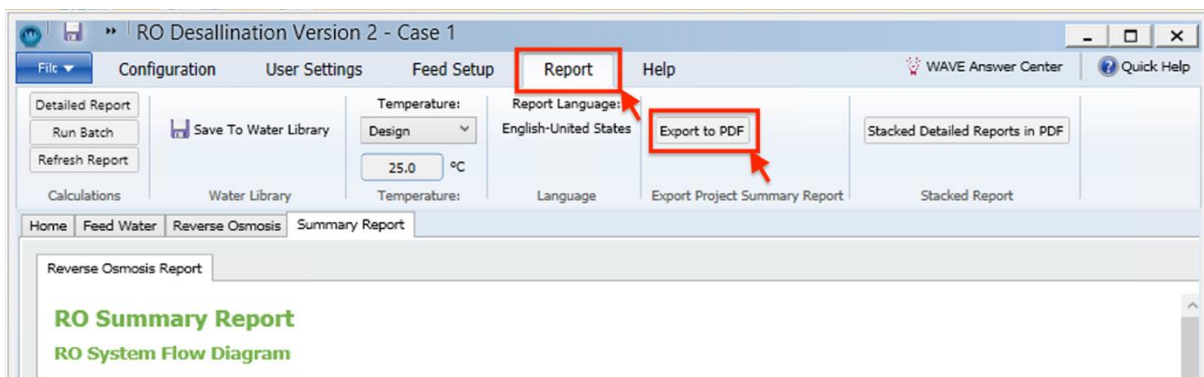 RO Desallination Version 2 - Case 1
File Configuration User Settings Feed Setup Report Help WAVE Answer Center Quick Help
Detailed Report
Run Batch
Refresh Report
Calculations
Save To Water Library
Water Library
Temperature:
Design
25.0 ºC
Temperature:
Report Language:
English-United States
Language
Export to PDF
Export Project Summary Report
Stacked Detailed Reports in PDF
Stacked Report
Home Feed Water Reverse Osmosis Summary Report
Reverse Osmosis Report
RO Summary Report
RO System Flow Diagram